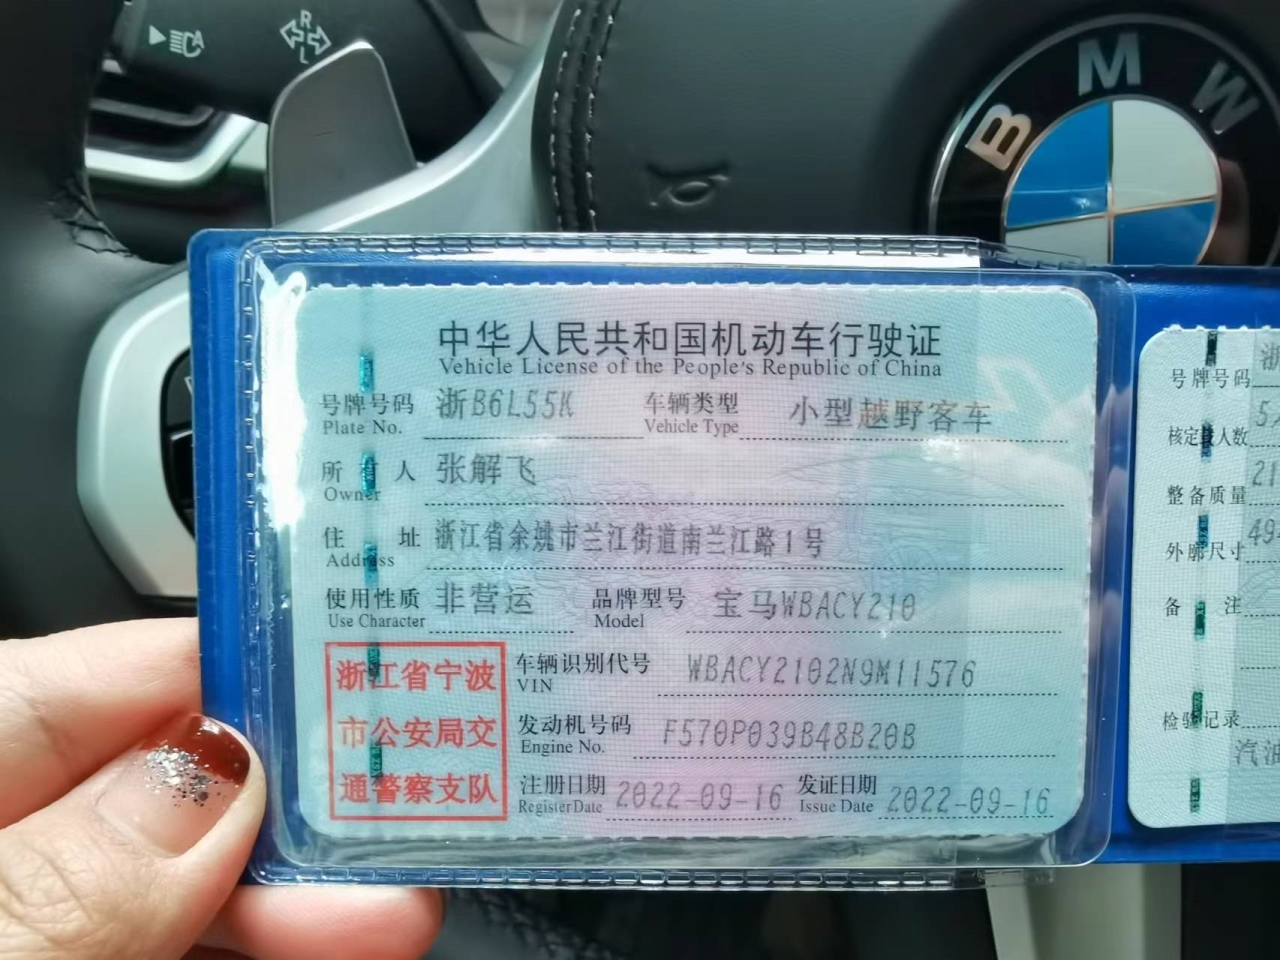 R
L
A
B M W
中华人民共和国机动车行驶证
Vehicle License of the People's Republic of China
号牌号码 浙B6L55K 车辆类型 小型越野客车
Plate No. Vehicle Type
所有人 张解飞
Owner
住址 浙江省余姚市兰江街道南兰江路1号
Address
使用性质 非营运 品牌型号 宝马WBACY210
Use Character Model
浙江省宁波
市公安局交
通警察支队
车辆识别代号 WBACY2102N9M11576
VIN
发动机号码 F570P039B48B20B
Engine No.
注册日期 2022-09-16 发证日期 2022-09-16
Register Date Issue Date
号牌号码 浙
核定载人数 5
整备质量 21
外廓尺寸 49
备注
检验记录
汽油